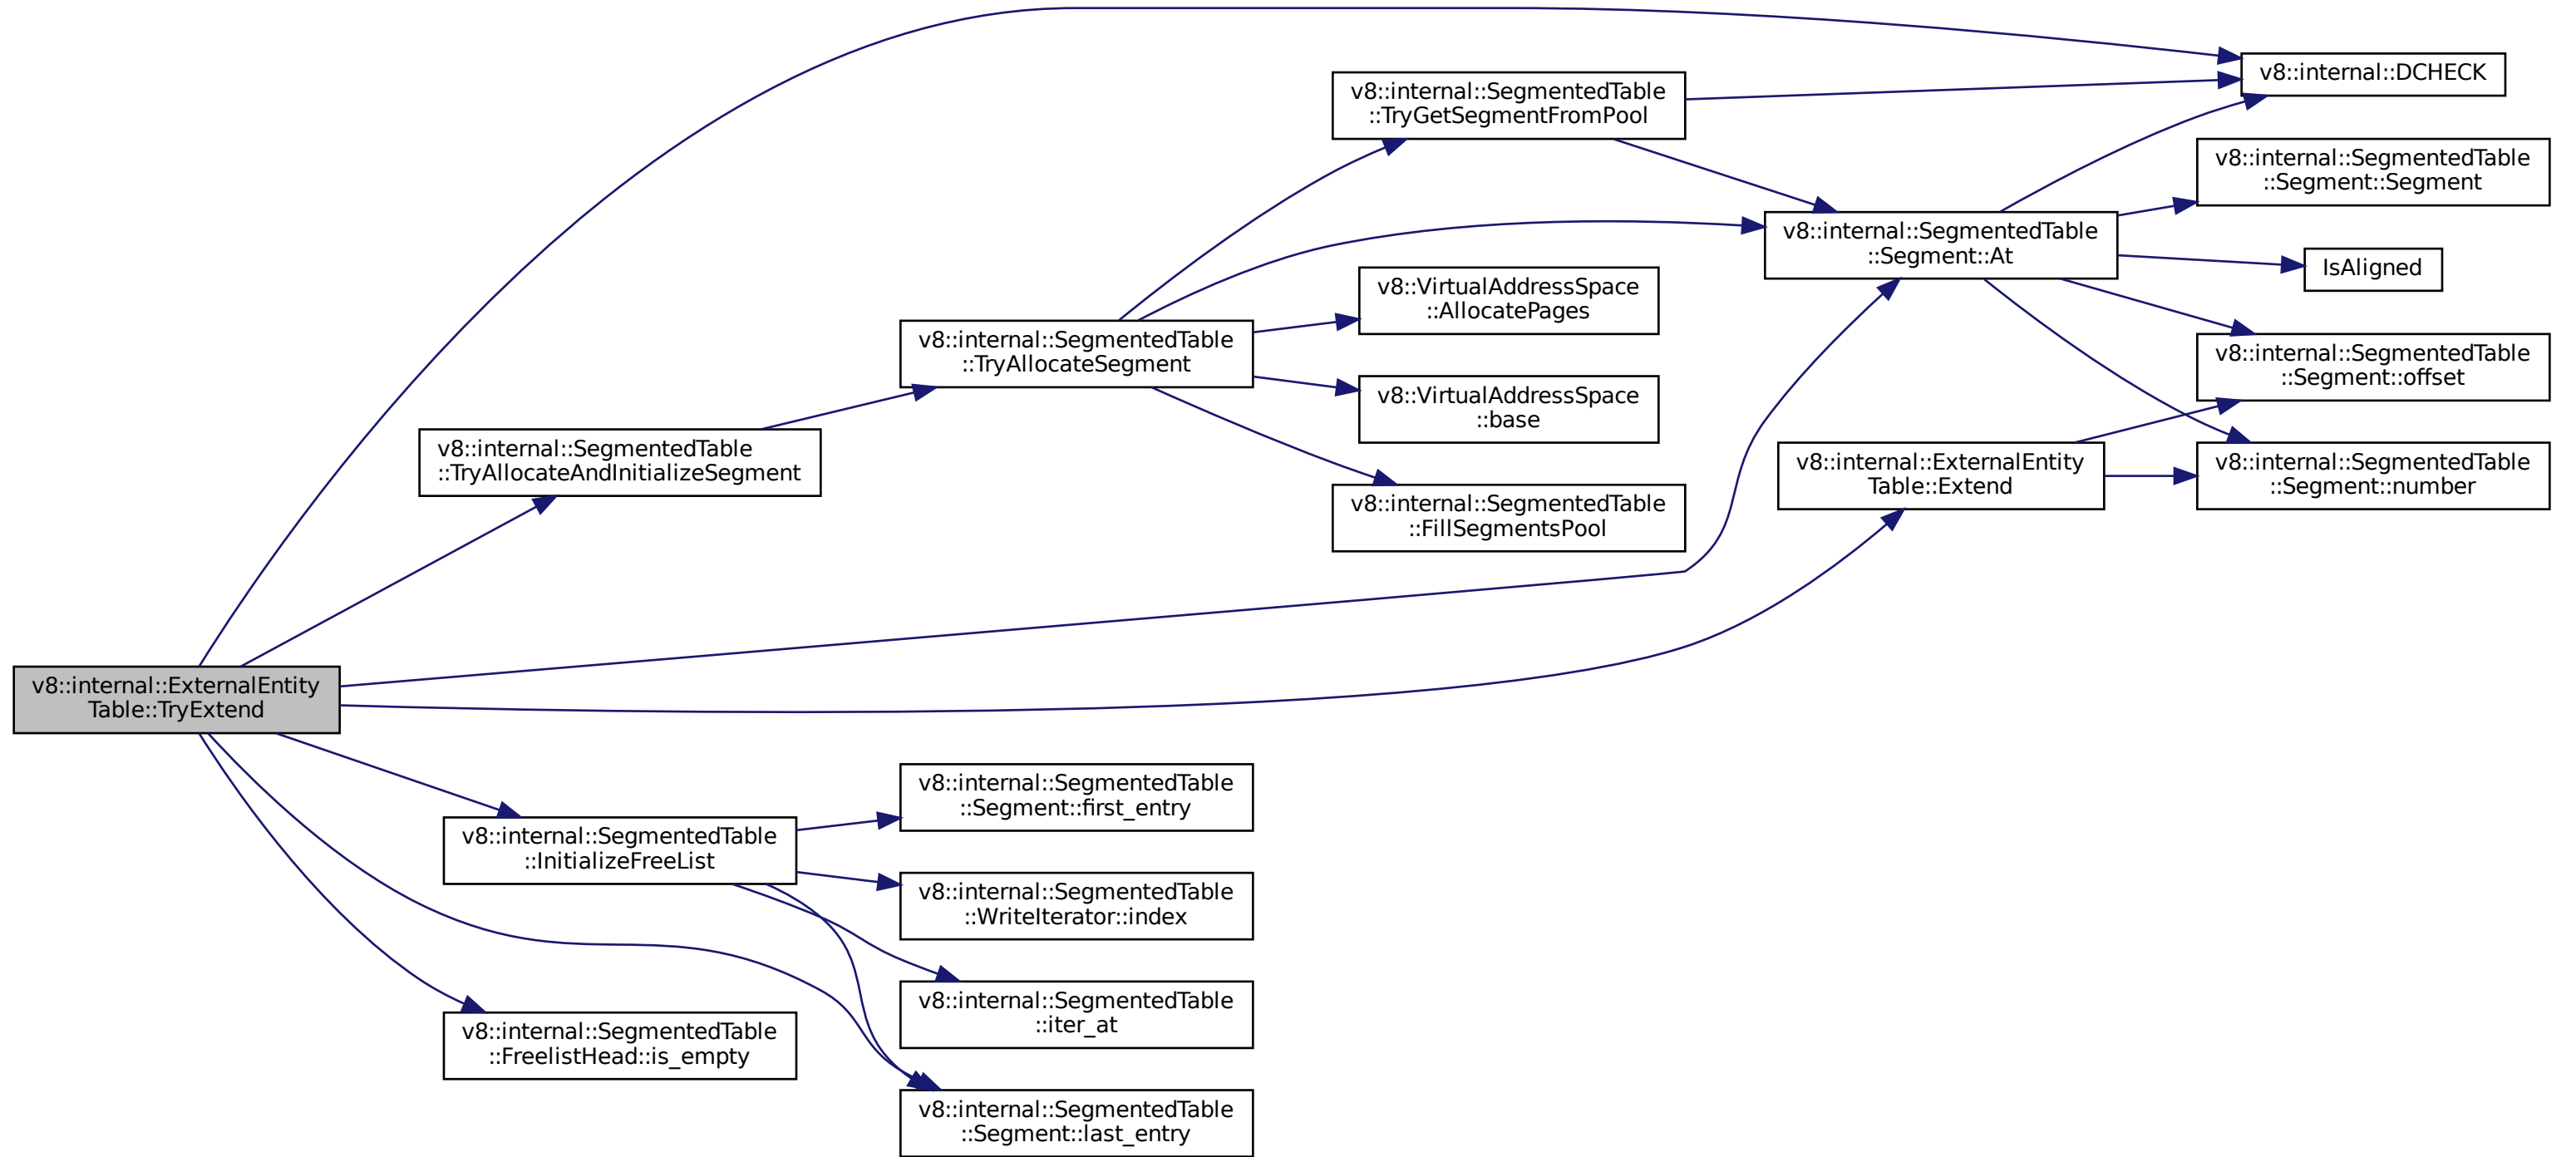 v8::internal::DCHECK
v8::internal::SegmentedTable
::TryGetSegmentFromPool
v8::internal::SegmentedTable
::Segment::Segment
v8::internal::SegmentedTable
::Segment::At
IsAligned
v8::VirtualAddressSpace
::AllocatePages
v8::internal::SegmentedTable
::TryAllocateSegment
v8::internal::SegmentedTable
::Segment::offset
v8::VirtualAddressSpace
::base
v8::internal::SegmentedTable
::TryAllocateAndInitializeSegment
v8::internal::ExternalEntity
Table::Extend
v8::internal::SegmentedTable
::Segment::number
v8::internal::SegmentedTable
::FillSegmentsPool
v8::internal::ExternalEntity
Table::TryExtend
v8::internal::SegmentedTable
::Segment::first_entry
v8::internal::SegmentedTable
::InitializeFreeList
v8::internal::SegmentedTable
::WriteIterator::index
v8::internal::SegmentedTable
::iter_at
v8::internal::SegmentedTable
::FreelistHead::is_empty
v8::internal::SegmentedTable
::Segment::last_entry